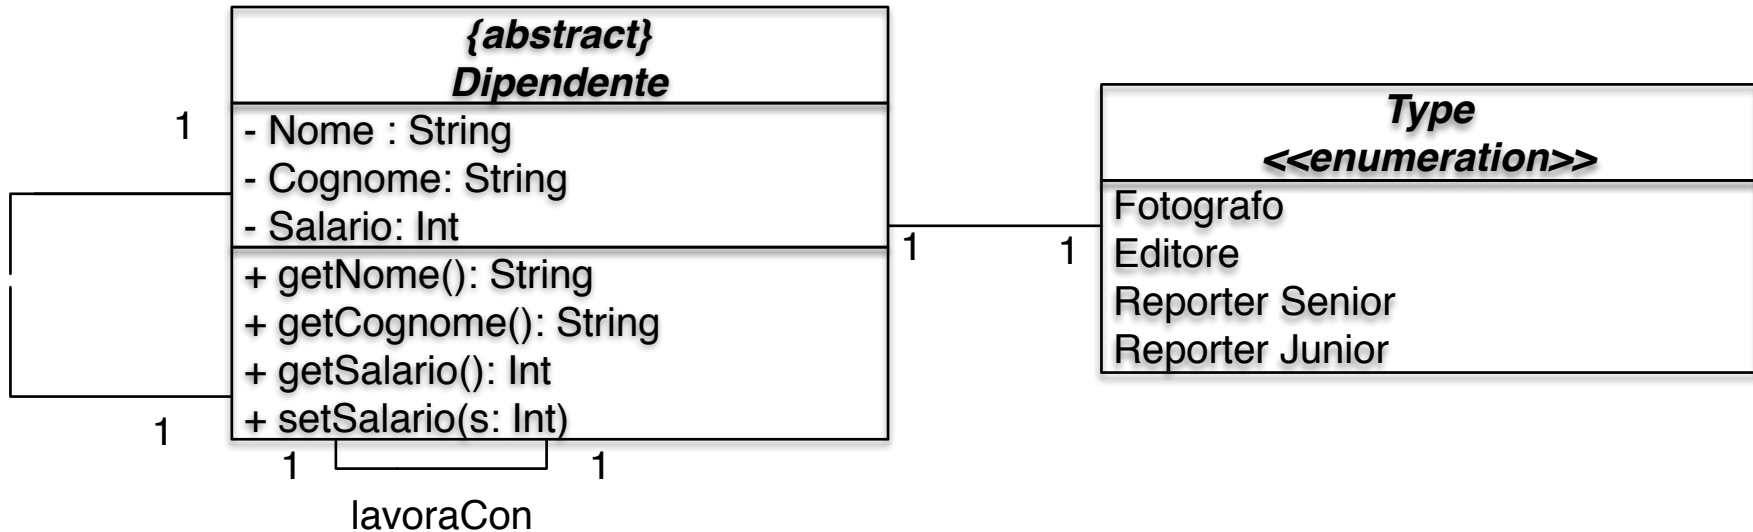 {abstract}
Dipendente
1
- Nome : String
- Cognome: String
- Salario: Int
+ getNome(): String
+ getCognome(): String
+ getSalario(): Int
+ setSalario(s: Int)
1
1
1
lavoraCon
1
1
Type
<<enumeration>>
Fotografo
Editore
Reporter Senior
Reporter Junior